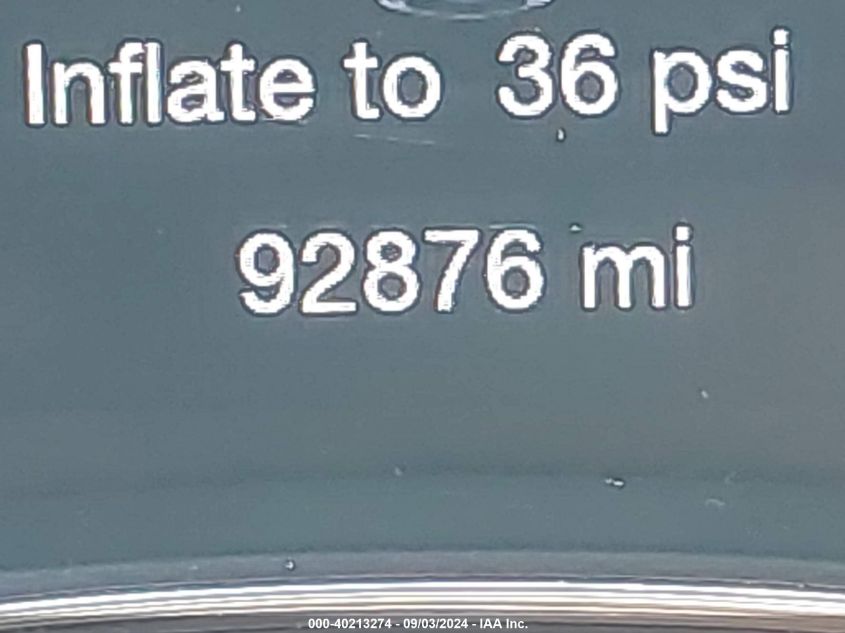 Inflate to 36 psi
92876 mi
000-40213274 - 09/03/2024 - IAA Inc.